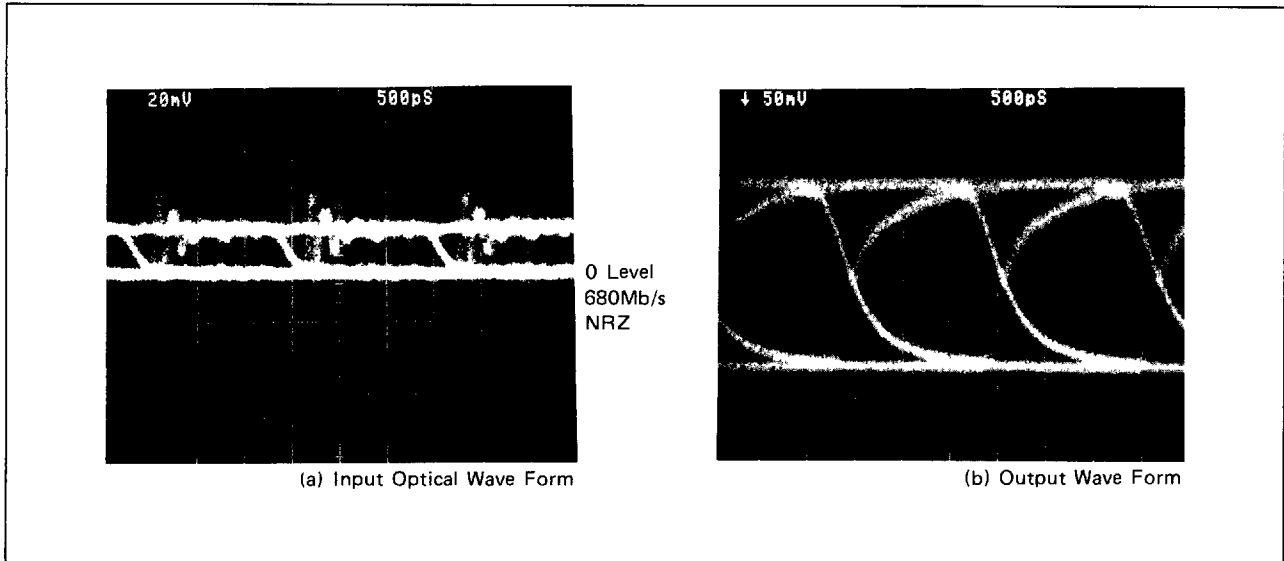 20mV 500pS
↓ 50mV 500pS
0 Level
680Mb/s
NRZ
(a) Input Optical Wave Form
(b) Output Wave Form